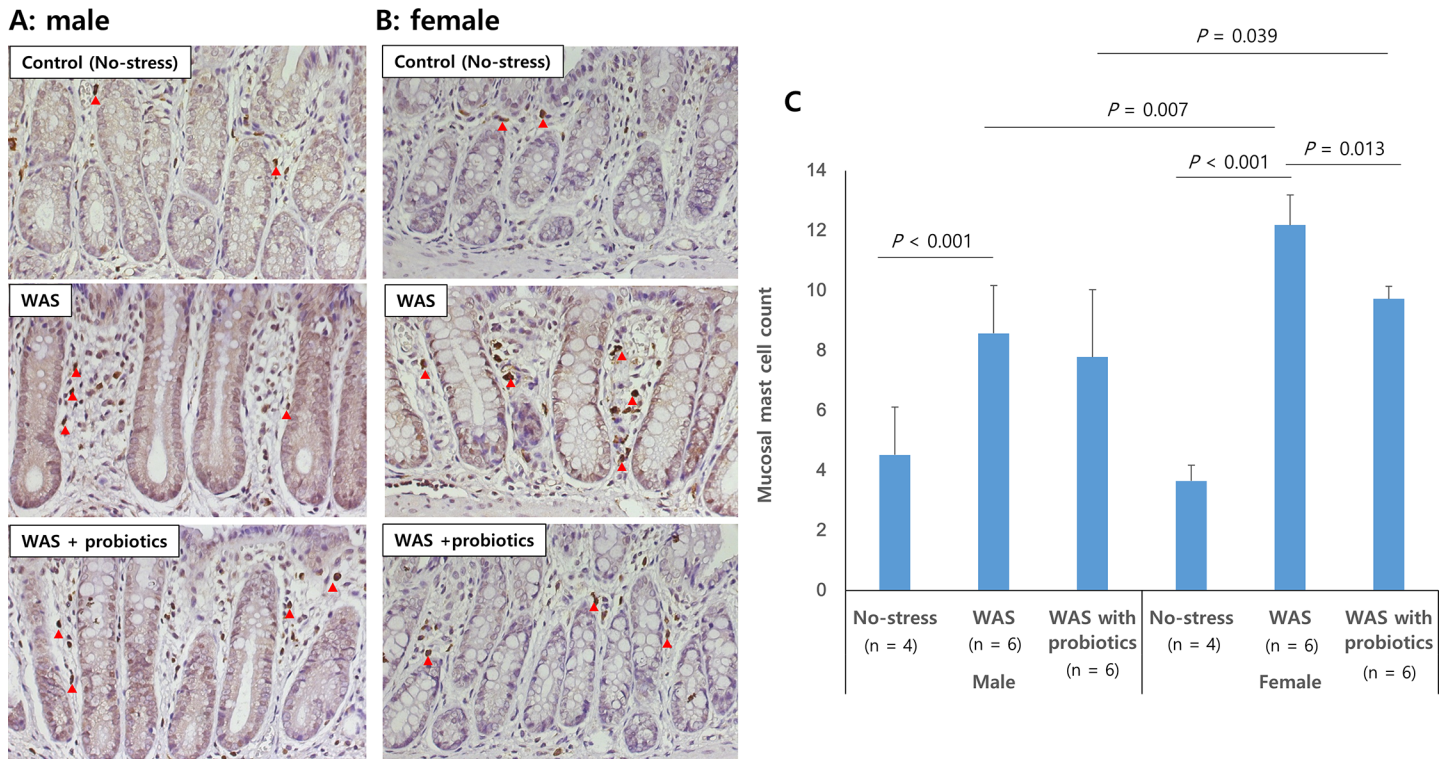 A: male
B: female
Control (No-stress)
Control (No-stress)
WAS
WAS
WAS + probiotics
WAS +probiotics
C
P = 0.039
P = 0.007
P < 0.001
P = 0.013
P < 0.001
Mucosal mast cell count
14
12
10
8
6
4
2
0
No-stress
(n = 4)
WAS
(n = 6)
WAS with
probiotics
(n = 6)
No-stress
(n = 4)
WAS
(n = 6)
WAS with
probiotics
(n = 6)
Male
Female